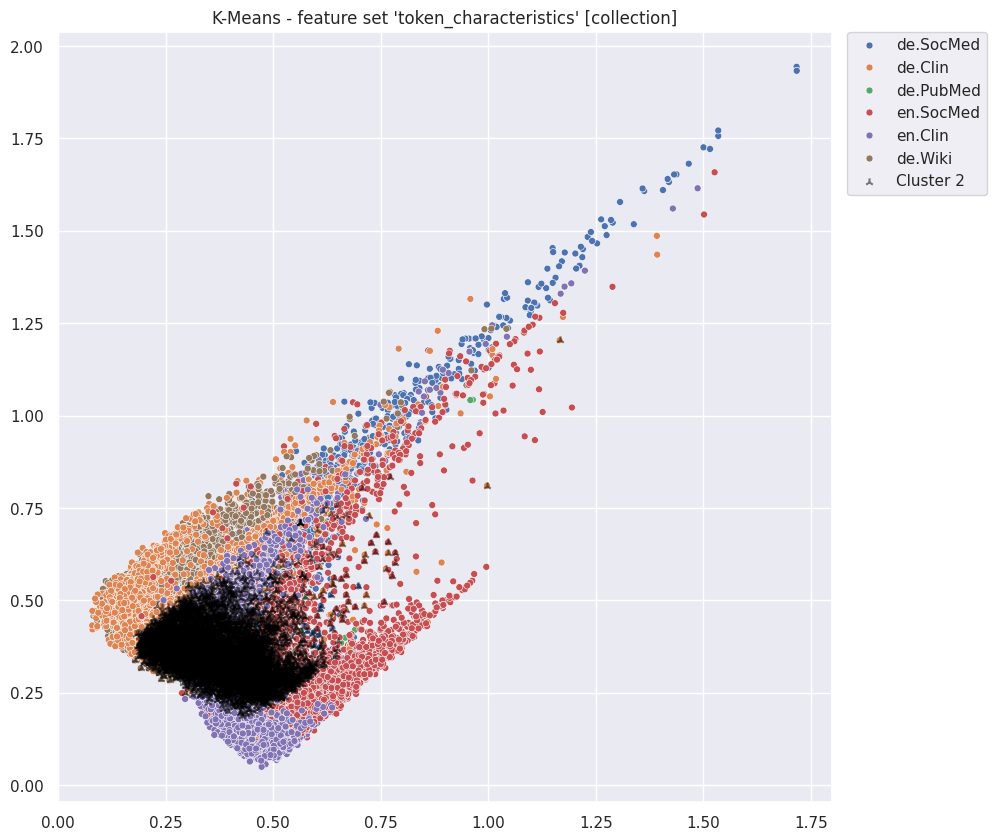 K-Means - feature set 'token_characteristics' [collection]
2.00
1.75
1.50
1.25
1.00
0.75
0.50
0.25
0.00
0.00 0.25 0.50 0.75 1.00 1.25 1.50 1.75
de.SocMed
de.Clin
de.PubMed
en.SocMed
en.Clin
de.Wiki
Cluster 2